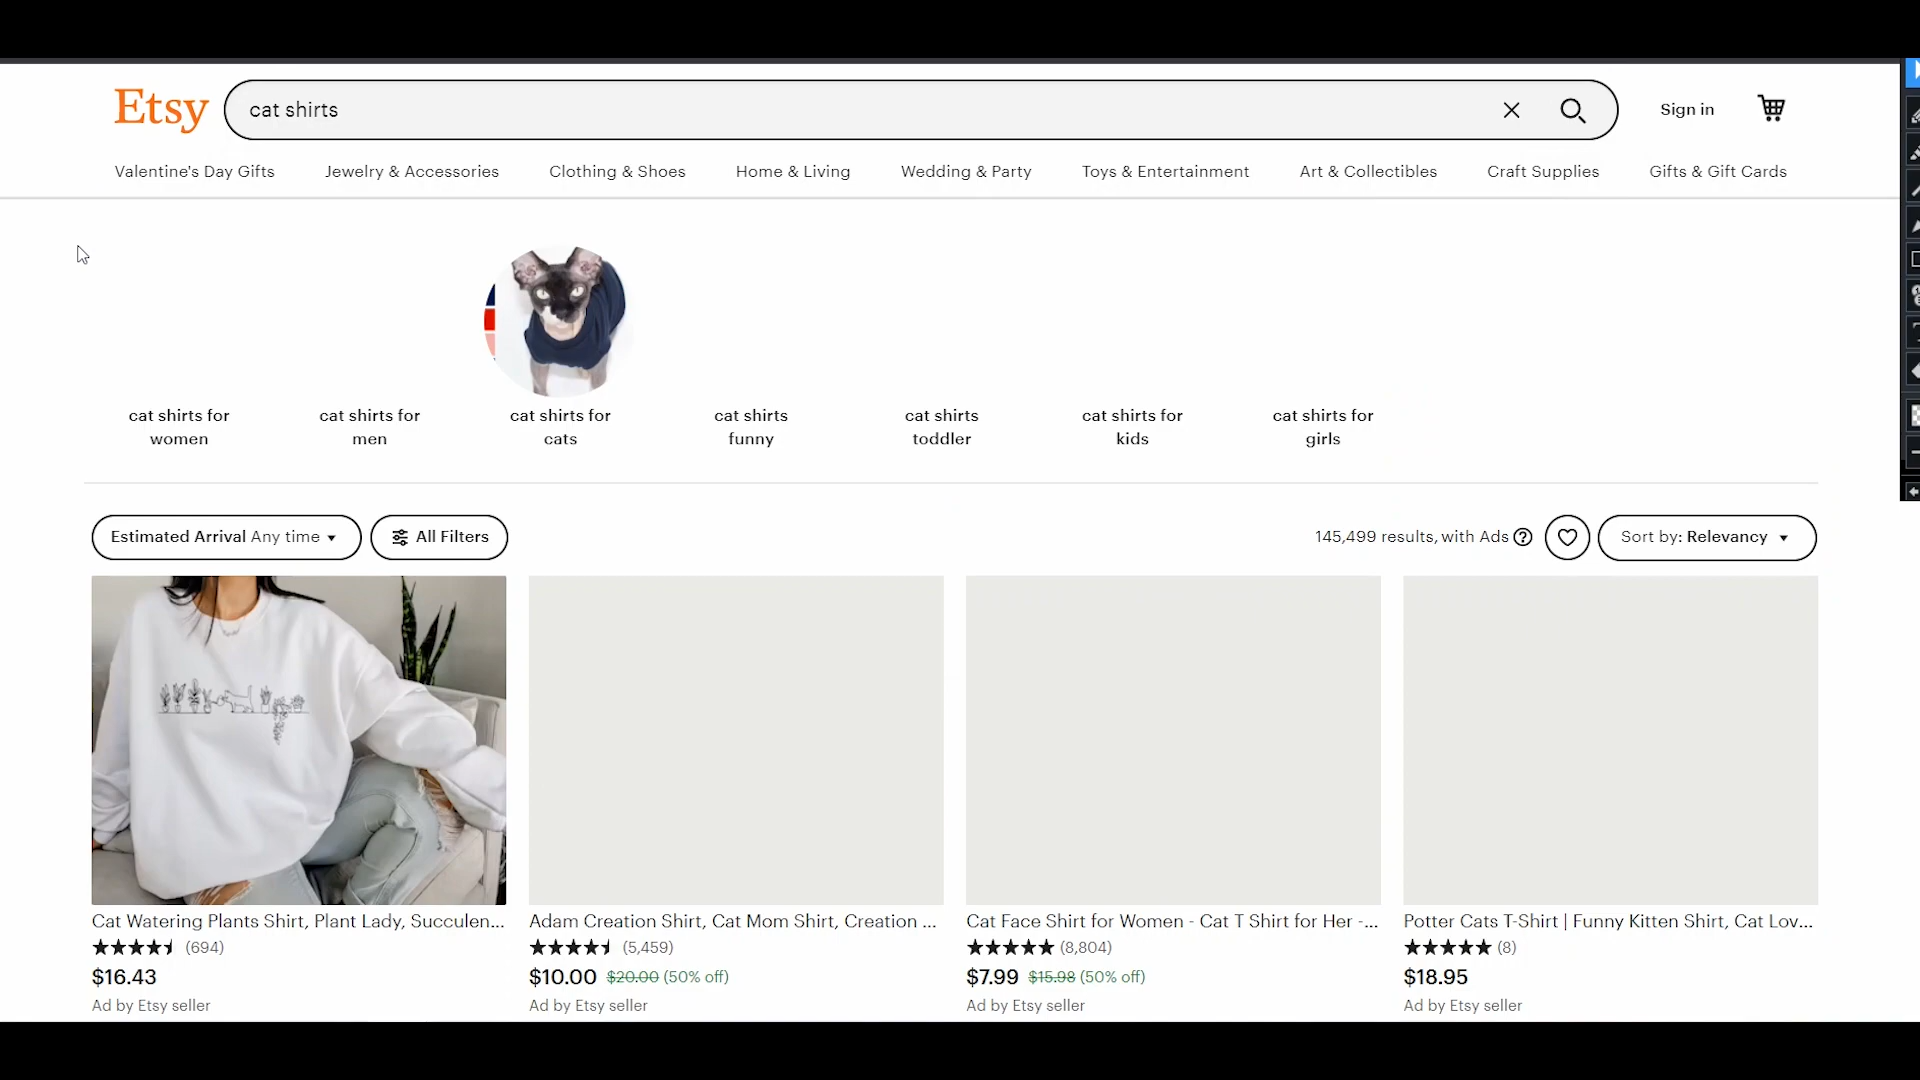 Etsy
cat shirts
Sign in
Valentine's Day Gifts
Jewelry & Accessories
Clothing & Shoes
Home & Living
Wedding & Party
Toys & Entertainment
Art & Collectibles
Craft Supplies
Gifts & Gift Cards
cat shirts for
women
cat shirts for
men
cat shirts for
cats
cat shirts
funny
cat shirts
toddler
cat shirts for
kids
cat shirts for
girls
Estimated Arrival Any time
All Filters
145,499 results, with Ads
Sort by: Relevancy
Cat Watering Plants Shirt, Plant Lady, Succulen...
(694)
$16.43
Ad by Etsy seller
Adam Creation Shirt, Cat Mom Shirt, Creation ...
(5,459)
$10.00 $20.00 (50% off)
Ad by Etsy seller
Cat Face Shirt for Women - Cat T Shirt for Her -...
(8,804)
$7.99 $15.98 (50% off)
Ad by Etsy seller
Potter Cats T-Shirt | Funny Kitten Shirt, Cat Lov...
(8)
$18.95
Ad by Etsy seller